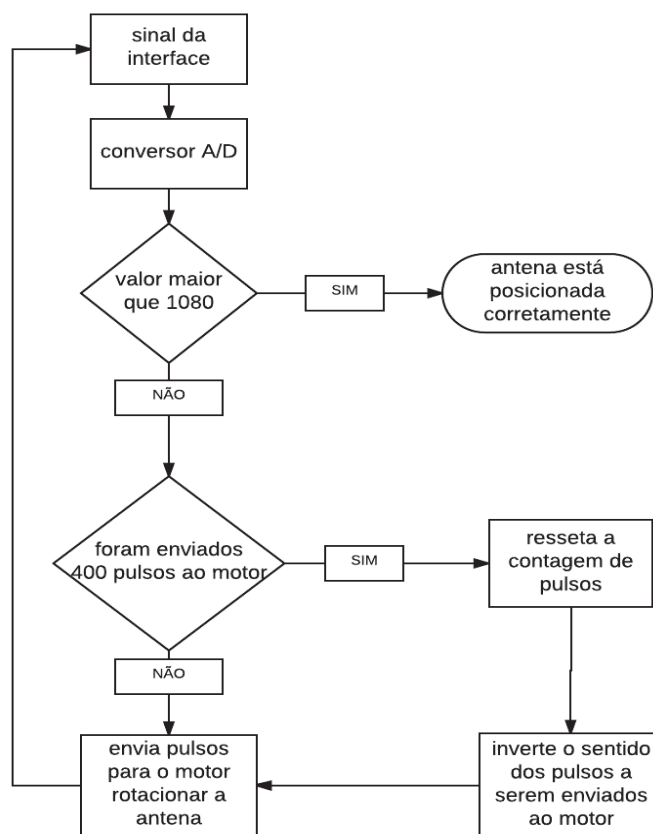 sinal da
interface
conversor A/D
valor maior
que 1080
SIM
antena está
posicionada
corretamente
NÃO
foram enviados
400 pulsos ao motor
SIM
resseta a
contagem de
pulsos
NÃO
envia pulsos
para o motor
rotacionar a
antena
inverte o sentido
dos pulsos a
serem enviados
ao motor